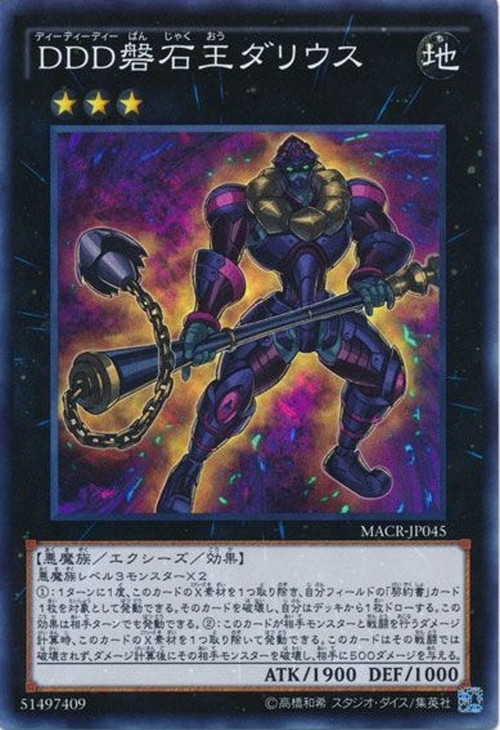 ディーディーディー ばん じゃく おう
DDD磐石王ダリウス
ち
地
MACR-JP045
【悪魔族/エクシーズ/効果】
悪魔族レベル3モンスター×2
①:1ターンに1度、このカードのX素材を1つ取り除き、自分フィールドの「契約書」カード
1枚を対象として発動できる。そのカードを破壊し、自分はデッキから1枚ドローする。この
効果は相手ターンでも発動できる。②:このカードが相手モンスターと戦闘を行うダメージ
計算時、このカードのX素材を1つ取り除いて発動できる。このカードはその戦闘では
破壊されず、ダメージ計算後にその相手モンスターを破壊し、相手に500ダメージを与える。
ATK/1900 DEF/1000
51497409
©高橋和希 スタジオ・ダイス/集英社